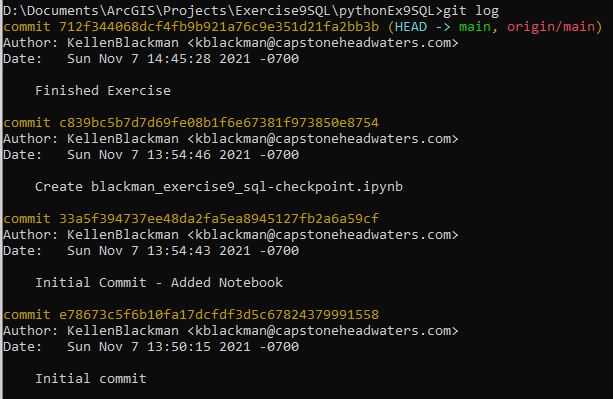 D:\Documents\ArcGIS\Projects\Exercise9SQL\pythonEx9SQL>git log
commit 712f344068dcf4fb9b921a76c9e351d21fa2bb3b (HEAD -> main, origin/main)
Author: KellenBlackman <kblackman@capstoneheadwaters.com>
Date:   Sun Nov 7 14:45:28 2021 -0700
Finished Exercise
commit c839bc5b7d7d69fe08b1f6e67381f973850e8754
Author: KellenBlackman <kblackman@capstoneheadwaters.com>
Date:   Sun Nov 7 13:54:46 2021 -0700
Create blackman_exercise9_sql-checkpoint.ipynb
commit 33a5f394737ee48da2fa5ea8945127fb2a6a59cf
Author: KellenBlackman <kblackman@capstoneheadwaters.com>
Date:   Sun Nov 7 13:54:43 2021 -0700
Initial Commit - Added Notebook
commit e78673c5f6b10fa17dcfdf3d5c67824379991558
Author: KellenBlackman <kblackman@capstoneheadwaters.com>
Date:   Sun Nov 7 13:50:15 2021 -0700
Initial commit